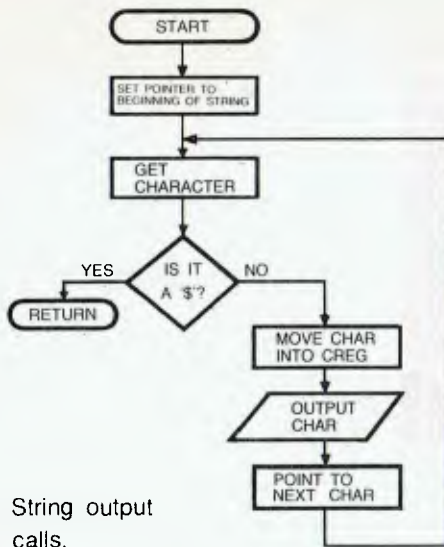 START
SET POINTER TO
BEGINNING OF STRING
GET
CHARACTER
YES
IS IT
A '$'?
NO
RETURN
MOVE CHAR
INTO CREG
OUTPUT
CHAR
POINT TO
NEXT CHAR
String output
calls.